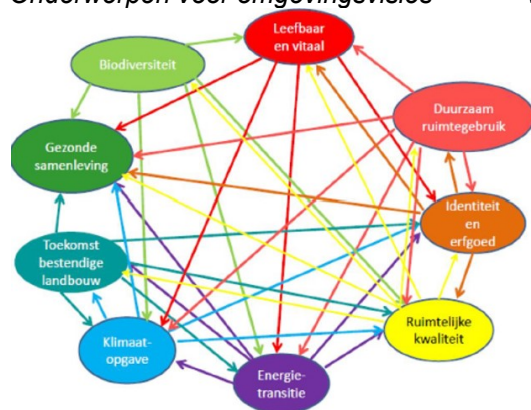 Onderwerpen voor omgevingsvisies
Leefbaar
en vitaal
Biodiversiteit
Duurzaam
ruimtegebruik
Gezonde
samenleving
Identiteit
en
erfgoed
Toekomst
bestendige
landbouw
Ruimtelijke
kwaliteit
Klimaat-
opgave
Energie-
transitie